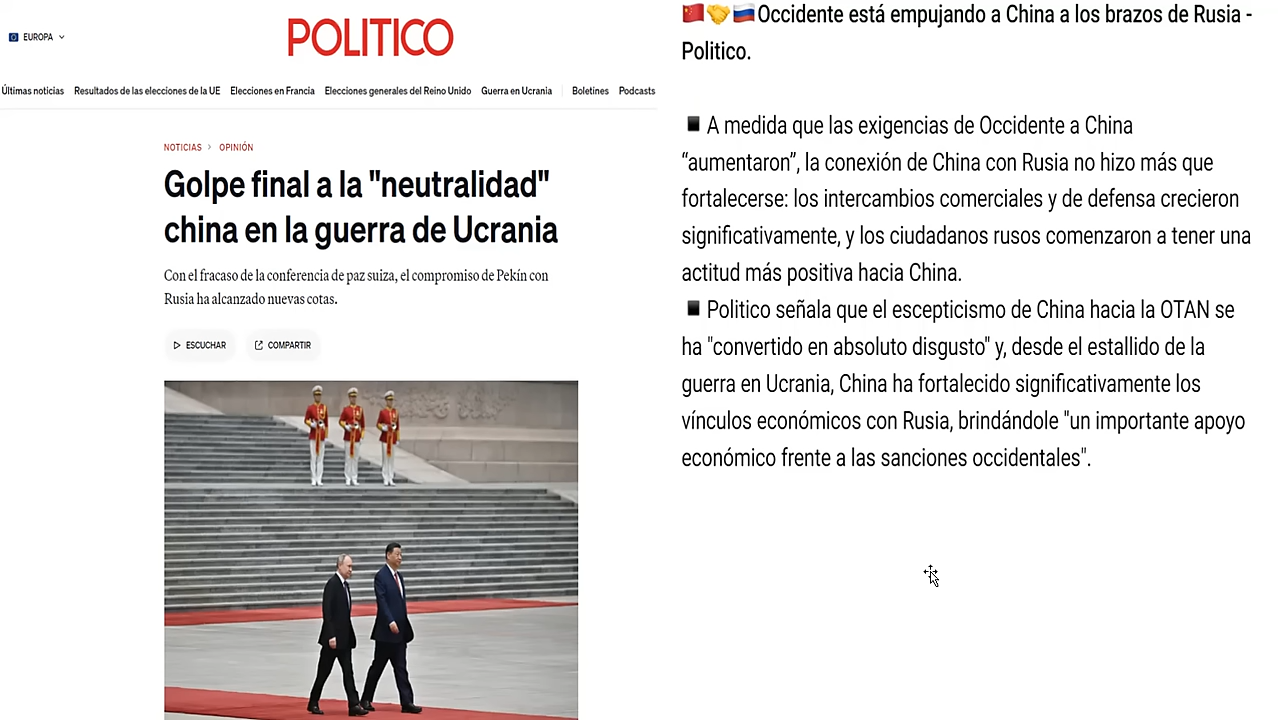 EUROPA
POLITICO
Últimas noticias Resultados de las elecciones de la UE Elecciones en Francia Elecciones generales del Reino Unido Guerra en Ucrania Boletines Podcasts
NOTICIAS > OPINIÓN
Golpe final a la "neutralidad"
china en la guerra de Ucrania
Con el fracaso de la conferencia de paz suiza, el compromiso de Pekín con
Rusia ha alcanzado nuevas cotas.
ESCUCHAR COMPARTIR
🇨🇳🤝🇷🇺Occidente está empujando a China a los brazos de Rusia -
Politico.
◾A medida que las exigencias de Occidente a China
“aumentaron”, la conexión de China con Rusia no hizo más que
fortalecerse: los intercambios comerciales y de defensa crecieron
significativamente, y los ciudadanos rusos comenzaron a tener una
actitud más positiva hacia China.
◾Politico señala que el escepticismo de China hacia la OTAN se
ha "convertido en absoluto disgusto" y, desde el estallido de la
guerra en Ucrania, China ha fortalecido significativamente los
vínculos económicos con Rusia, brindándole "un importante apoyo
económico frente a las sanciones occidentales".